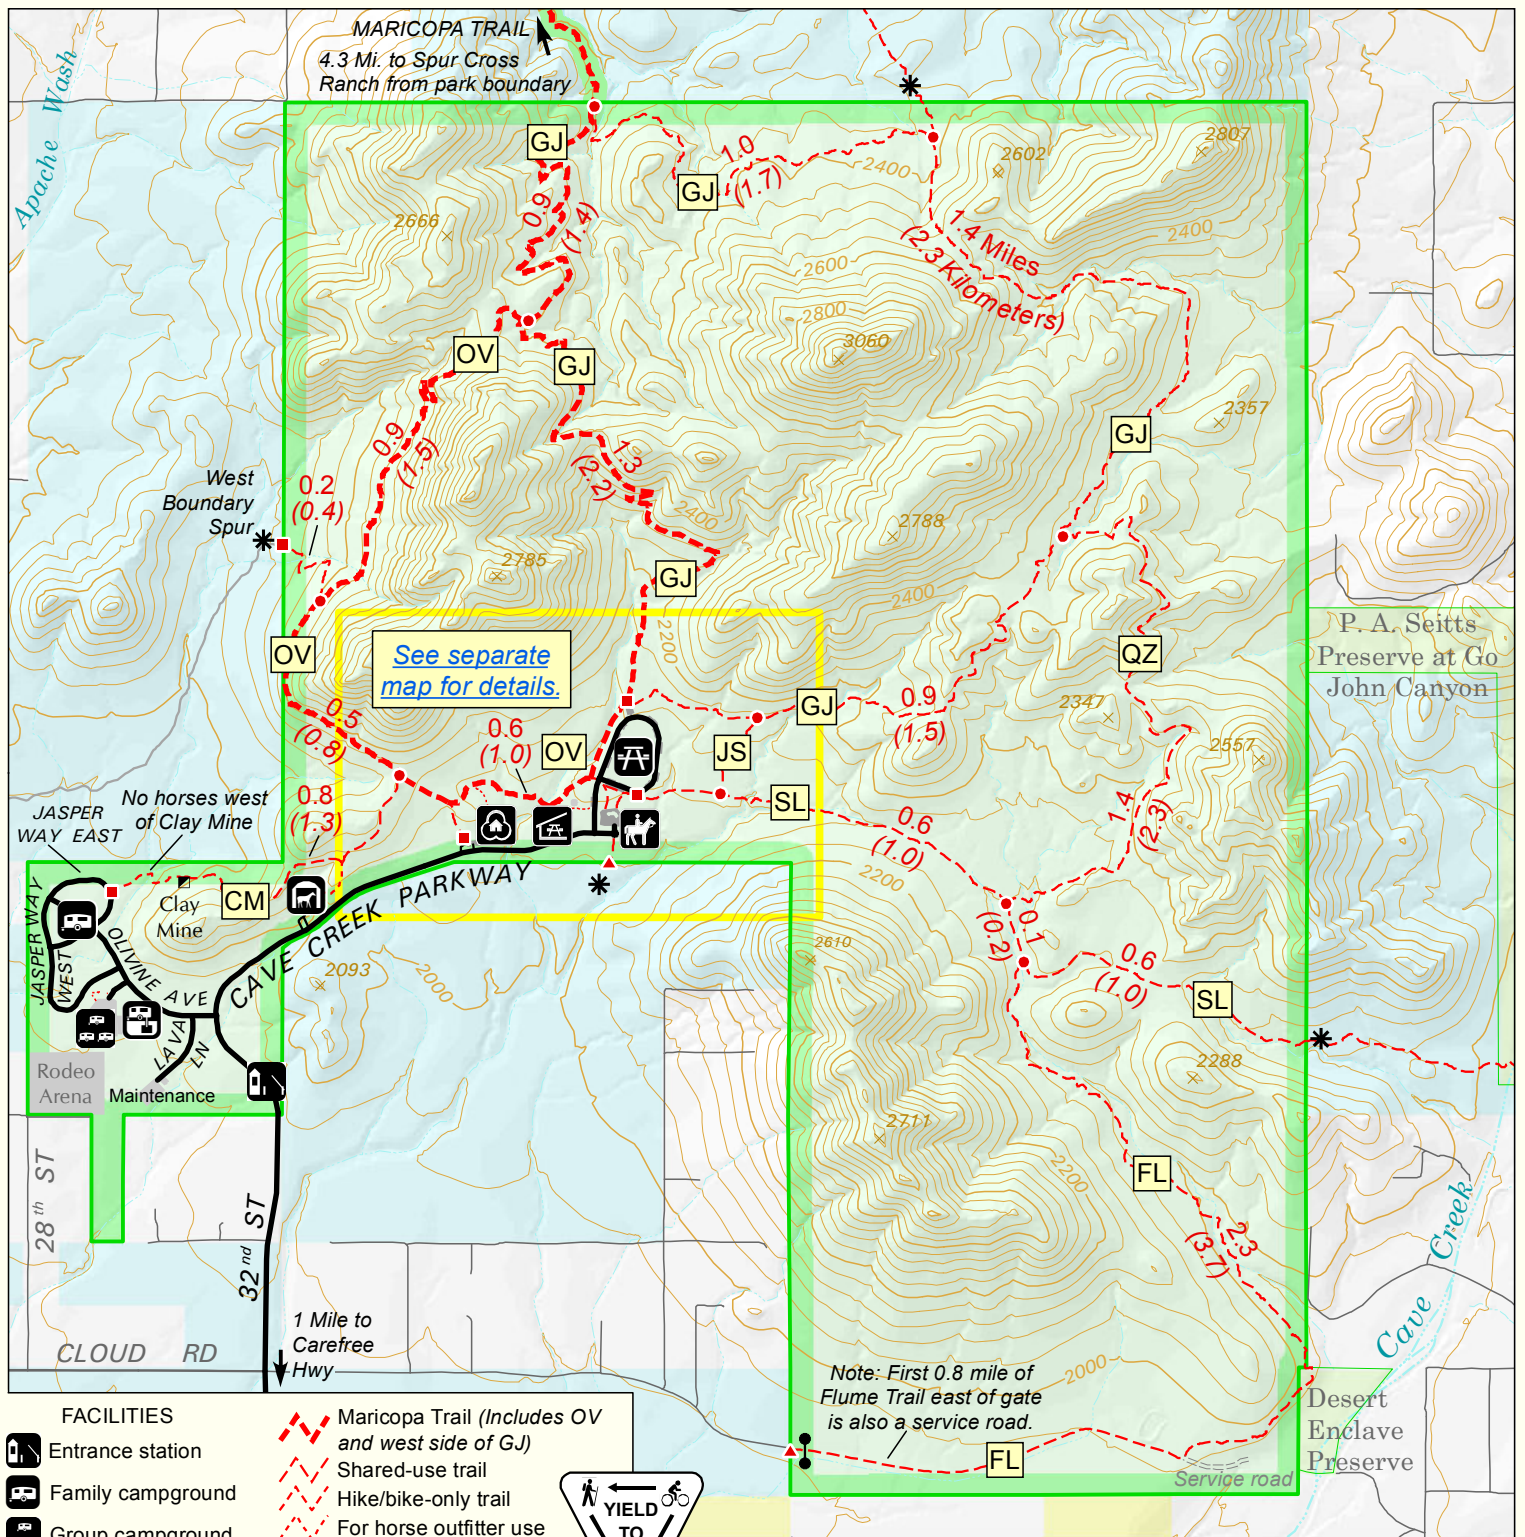 MARICOPA TRAIL
4.3 Mi. to Spur Cross
Ranch from park boundary
Apache Wash
GJ
1.0
(1.7)
GJ
2400
2602
2807
2666
0.9
(1.4)
1.4 Miles
(2.3 Kilometers)
2400
2600
2800
3060
OV
GJ
2357
GJ
0.9
(1.5)
1.3
(2.2)
West
Boundary
Spur
0.2
(0.4)
2400
2788
2785
GJ
2400
OV
See separate
map for details.
2200
QZ
P. A. Seitts
Preserve at Go
John Canyon
0.5
(0.8)
0.6
(1.0)
OV
JS
GJ
0.9
(1.5)
2347
2557
0.8
(1.3)
SL
0.6
(1.0)
1.4
(2.3)
JASPER
WAY EAST
No horses west
of Clay Mine
2200
CM
Clay
Mine
CAVE CREEK PARKWAY
JASPER WAY
WEST
OLIVINE AVE
2093
2000
2610
0.1
(0.2)
0.6
(1.0)
SL
LAVA
LN
Rodeo
Arena
Maintenance
2288
2711
2200
FL
28th ST
32nd ST
2.3
(3.7)
Cave Creek
1 Mile to
Carefree
Hwy
CLOUD RD
Note: First 0.8 mile of
Flume Trail east of gate
is also a service road.
2000
Desert
Enclave
Preserve
FL
Service road
FACILITIES
Entrance station
Family campground
Group campground
Maricopa Trail (Includes OV
and west side of GJ)
Shared-use trail
Hike/bike-only trail
For horse outfitter use
YIELD
TO